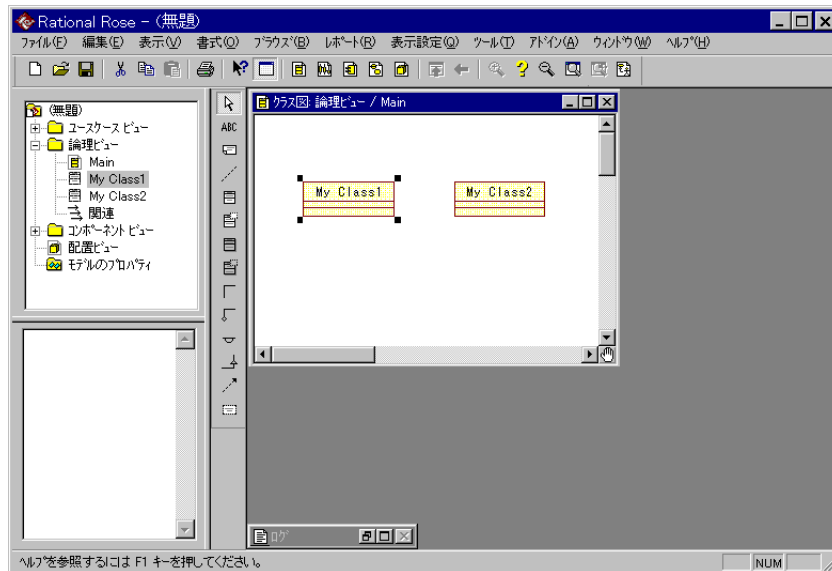 Rational Rose - (無題)
ﾌｧｲﾙ(F) 編集(E) 表示(V) 書式(O) ﾌﾞﾗｳｽﾞ(B) ﾚﾎﾟｰﾄ(R) 表示設定(Q) ﾂｰﾙ(T) ｱﾄﾞｲﾝ(A) ｳｨﾝﾄﾞｳ(W) ﾍﾙﾌﾟ(H)
(無題)
ﾕｰｽｹｰｽ ﾋﾞｭｰ
論理ﾋﾞｭｰ
Main
My Class1
My Class2
関連
ｺﾝﾎﾟｰﾈﾝﾄ ﾋﾞｭｰ
配置ﾋﾞｭｰ
ﾓﾃﾞﾙのﾌﾟﾛﾊﾟﾃｨ
ABC
ｸﾗｽ図: 論理ﾋﾞｭｰ / Main
My Class1 My Class2
ﾛｸﾞ
ﾍﾙﾌﾟを参照するには F1 ｷｰを押してください。
NUM